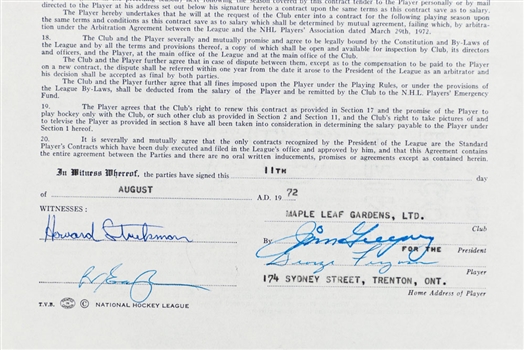 directed to the Player at his address set out below his signature hereto
The Player hereby undertakes that he will at the request of the Club enter into a contract for the following playing season upon
the same terms and conditions as this contract save as to salary which shall be determined by mutual agreement, failing which, by arbitra-
tion under the Arbitration Agreement between the League and the NHL Players' Association dated March 29th, 1972.
18. The Club and the Player severally and mutually promise and agree to be legally bound by the Constitution and By-Laws of
the League and by all the terms and provisions thereof, a copy of which shall be open and available for inspection by Club, its directors
and officers, and the Player, at the main office of the League and at the main office of the Club.
The Club and the Player further agree that in case of dispute between them, except as to the compensation to be paid to the Player
on a new contract, the dispute shall be referred within one year from the date it arose to the President of the League as an arbitrator and
his decision shall be accepted as final by both parties.
The Club and the Player further agree that all fines imposed upon the Player under the Playing Rules, or under the provisions of
the League By-Laws, shall be deducted from the salary of the Player and be remitted by the Club to the N.H.L. Players' Emergency
Fund.
19. The Player agrees that the Club's right to renew this contract as provided in Section 17 and the promise of the Player to
play hockey only with the Club, or such other club as provided in Section 2 and Section 11, and the Club's right to take pictures of and
to televise the Player as provided in section 8 have all been taken into consideration in determining the salary payable to the Player under
Section 1 hereof.
20. It is severally and mutually agree that the only contracts recognized by the President of the League are the Standard
Player's Contracts which have been duly executed and filed in the League's office and approved by him, and that this Agreement contains
the entire agreement between the Parties and there are no oral written inducements, promises or agreements except as contained herein.
In Witness Whereof, the parties have signed this 11TH day
of AUGUST A.D. 19 72
WITNESSES:
MAPLE LEAF GARDENS, LTD.
Club
Howard Starkman
By Jim Gregory FOR THE President
George Ferguson
Player
174 SYDNEY STREET, TRENTON, ONT.
Home Address of Player
T.V.B. © NATIONAL HOCKEY LEAGUE